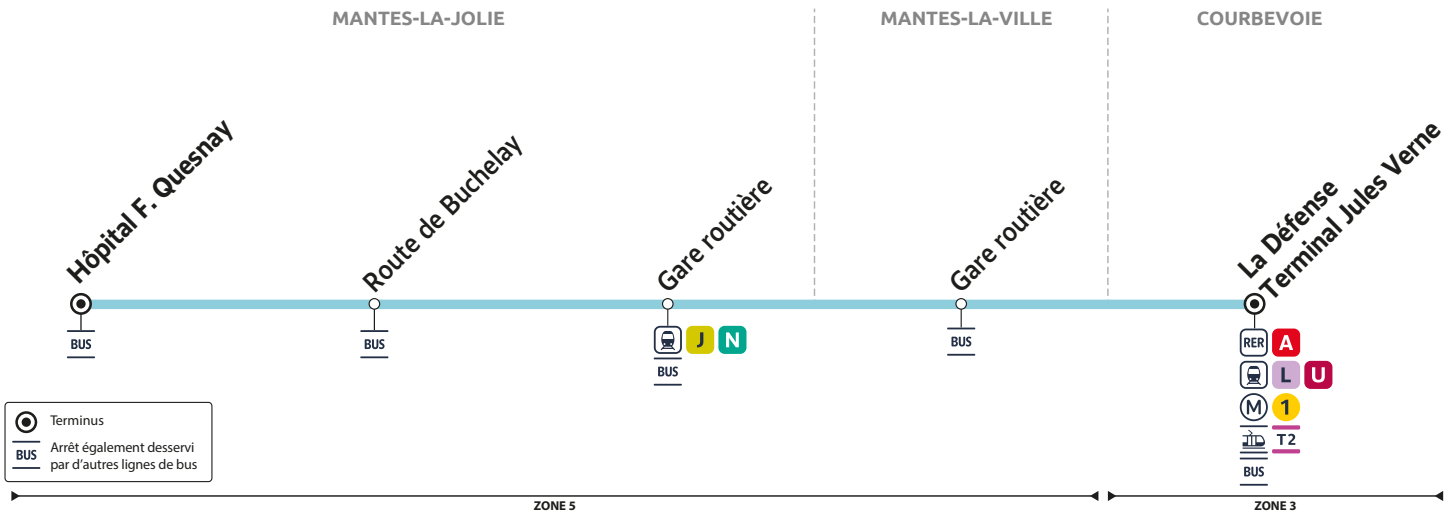 MANTES-LA-JOLIE
MANTES-LA-VILLE
COURBEVOIE
Hôpital F. Quesnay
Route de Buchelay
Gare routière
Gare routière
La Défense
Terminal Jules Verne
BUS
BUS
J N
BUS
BUS
RER A
L U
M 1
T2
BUS
Terminus
BUS
Arrêt également desservi
par d'autres lignes de bus
ZONE 5
ZONE 3